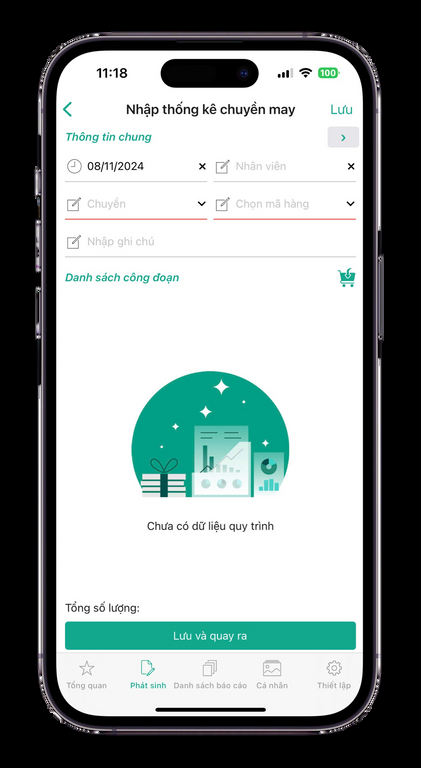 11:18
100
Nhập thống kê chuyền may
Lưu
Thông tin chung
08/11/2024
Nhân viên
Chuyền
Chọn mã hàng
Nhập ghi chú
Danh sách công đoạn
Chưa có dữ liệu quy trình
Tổng số lượng:
Lưu và quay ra
Tổng quan
Phát sinh
Danh sách báo cáo
Cá nhân
Thiết lập